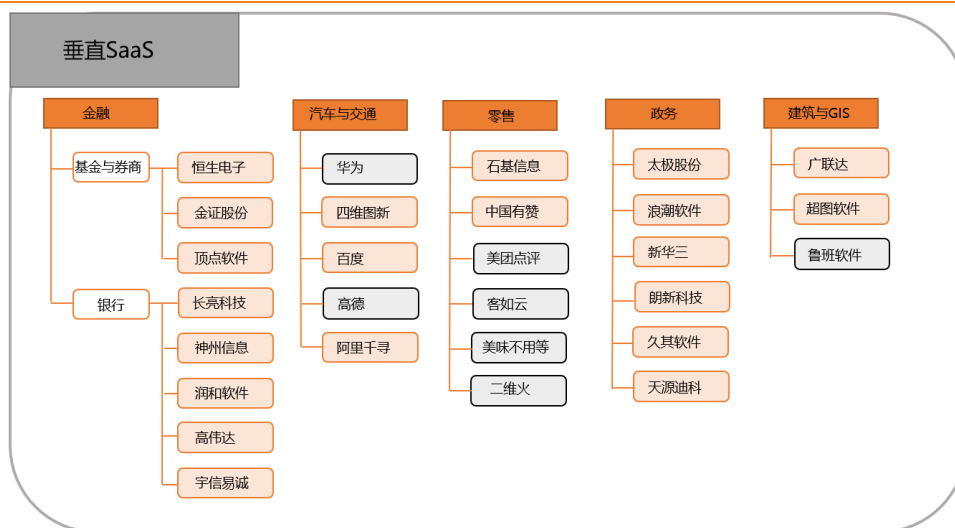 垂直SaaS
金融
基金与券商
恒生电子
金证股份
顶点软件
银行
长亮科技
神州信息
润和软件
高伟达
宇信易诚
汽车与交通
华为
四维图新
百度
高德
阿里千寻
零售
石基信息
中国有赞
美团点评
客如云
美味不用等
二维火
政务
太极股份
浪潮软件
新华三
朗新科技
久其软件
天源迪科
建筑与GIS
广联达
超图软件
鲁班软件